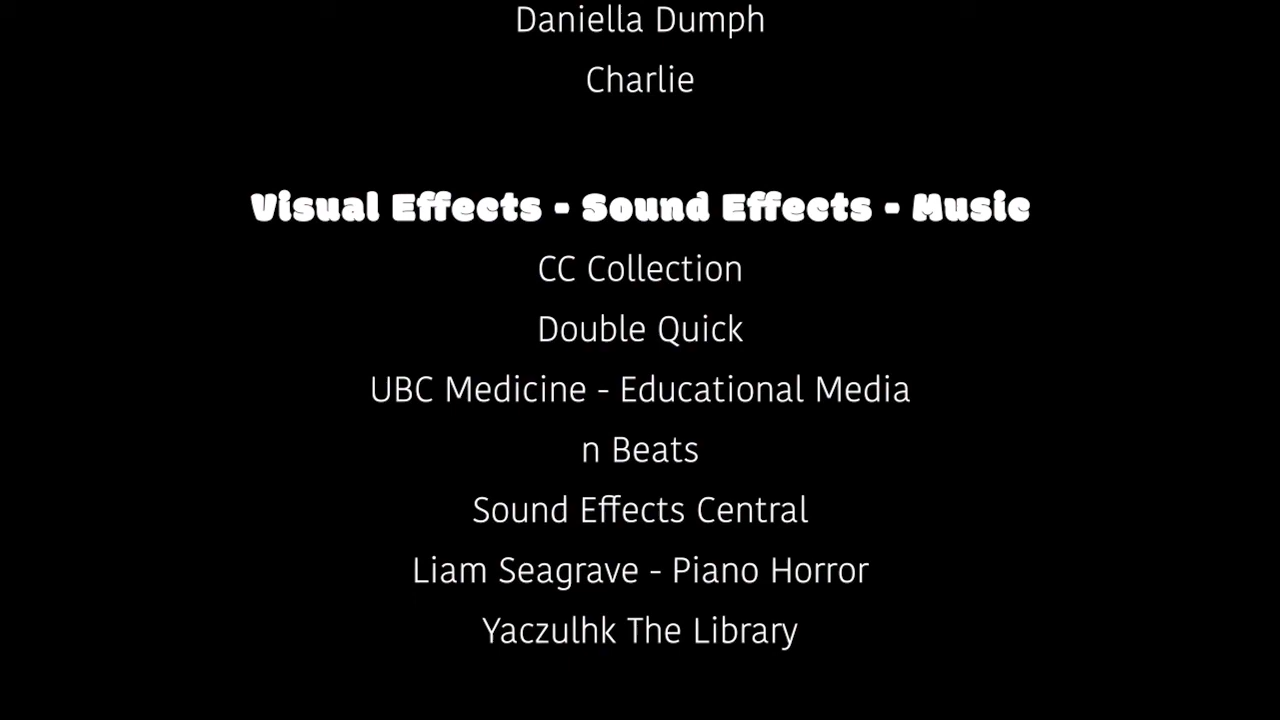 Daniella Dumph
Charlie
Visual Effects - Sound Effects - Music
CC Collection
Double Quick
UBC Medicine - Educational Media
n Beats
Sound Effects Central
Liam Seagrave - Piano Horror
Yaczulhk The Library